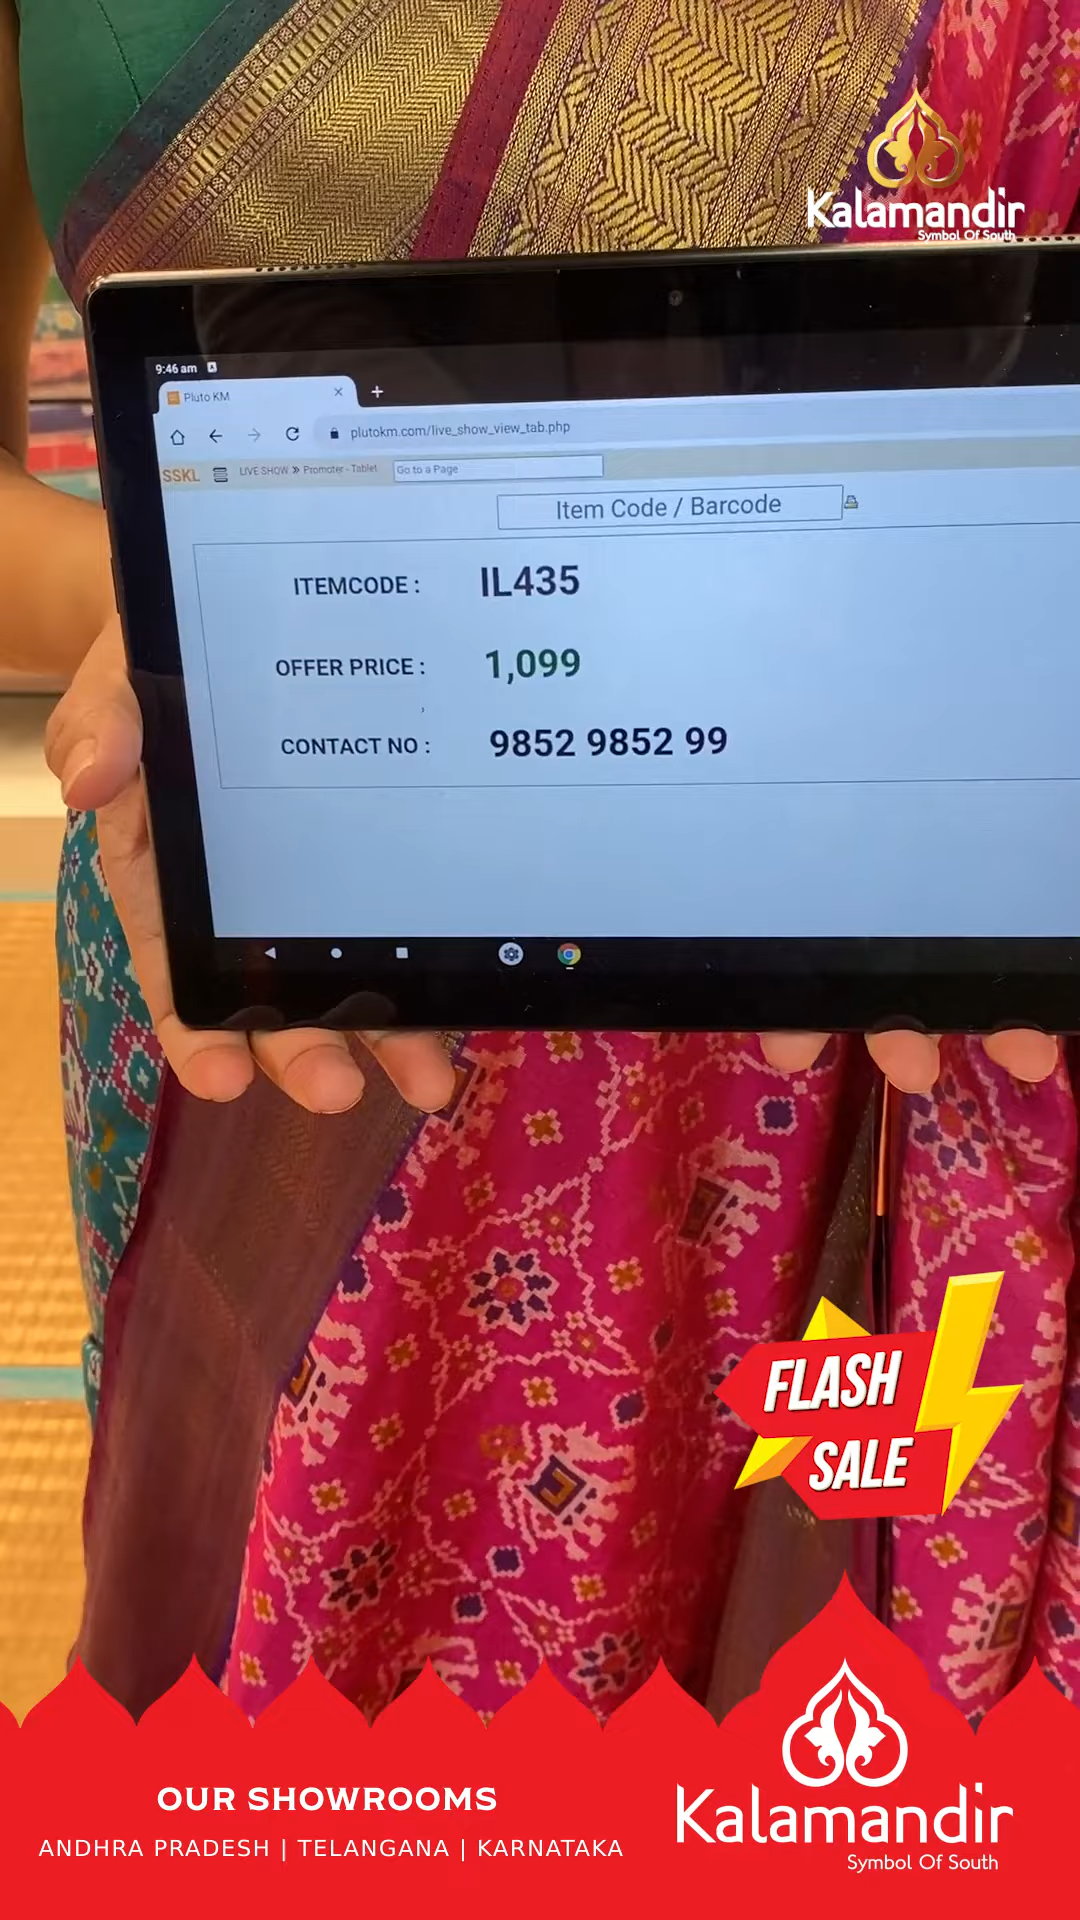 Kalamandir
Symbol Of South
9:46 am
Pluto KM
plutokm.com/live_show_view_tab.php
SSKL
LIVE SHOW » Promoter - Tablet
Go to a Page
Item Code / Barcode
ITEMCODE : IL435
OFFER PRICE : 1,099
CONTACT NO : 9852 9852 99
FLASH
SALE
OUR SHOWROOMS
ANDHRA PRADESH | TELANGANA | KARNATAKA
Kalamandir
Symbol Of South